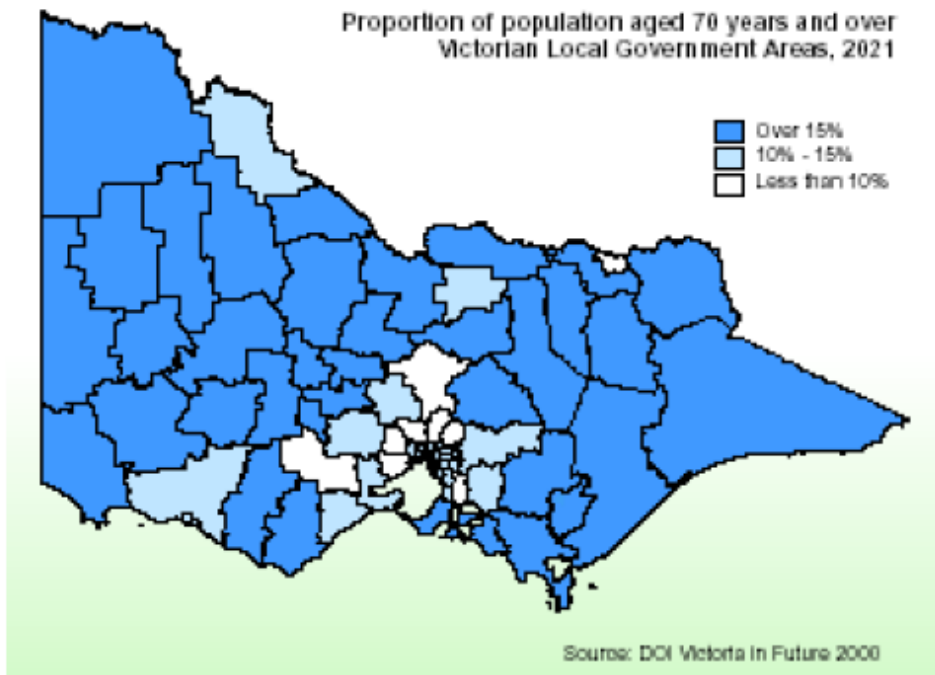 Proportion of population aged 70 years and over
Victorian Local Government Areas, 2021
Over 15%
10% - 15%
Less than 10%
Source: DOI Victoria in Future 2000